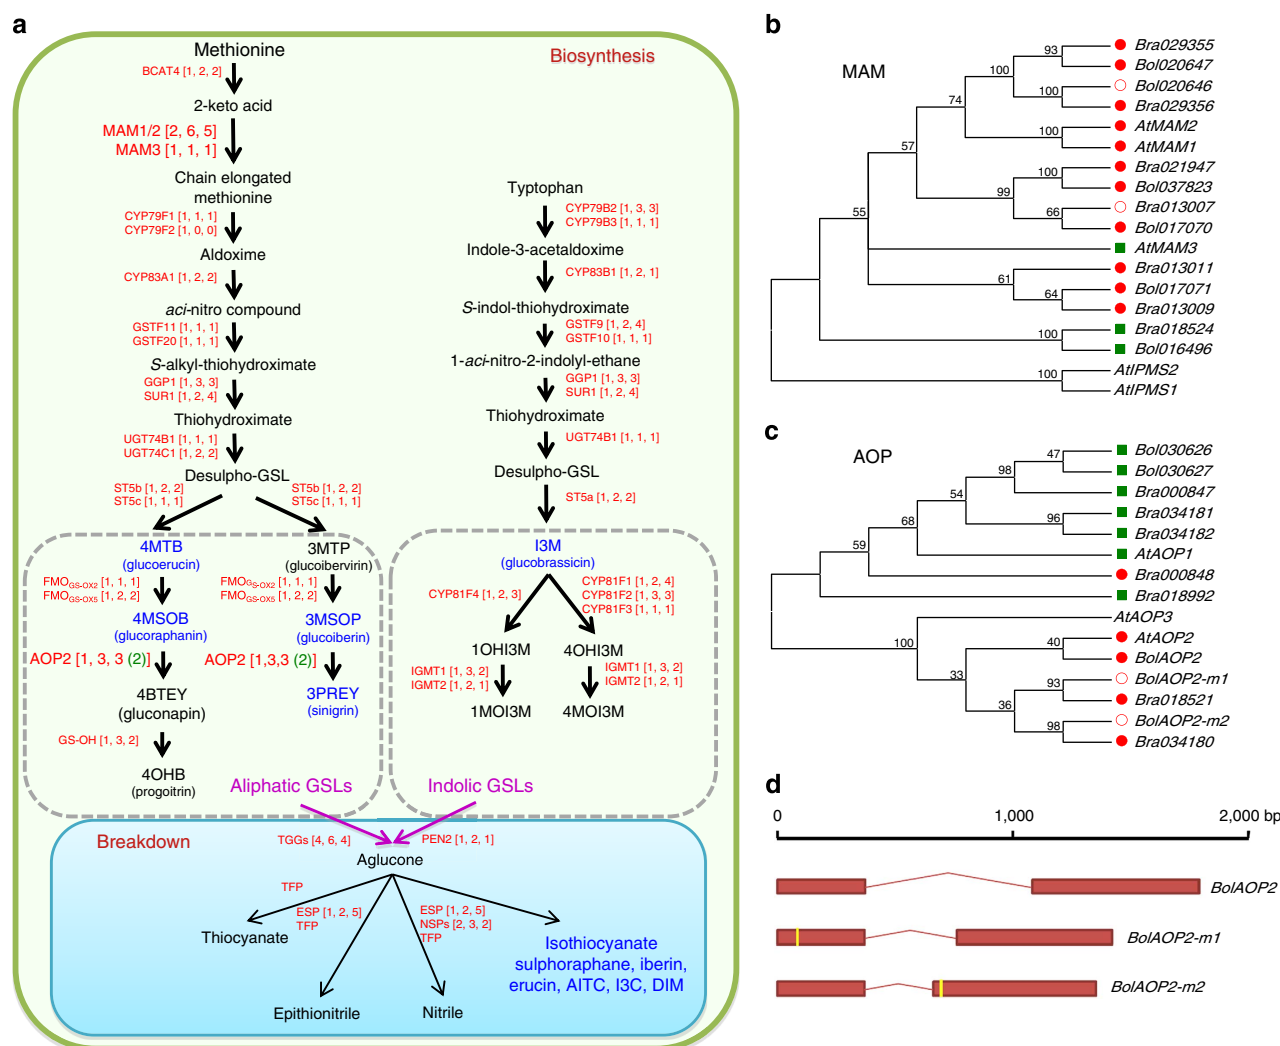 a
Biosynthesis
Methionine
BCAT4 [1, 2, 2]
2-keto acid
MAM1/2 [2, 6, 5]
MAM3 [1, 1, 1]
Chain elongated
methionine
CYP79F1 [1, 1, 1]
CYP79F2 [1, 0, 0]
Aldoxime
CYP83A1 [1, 2, 2]
aci-nitro compound
GSTF11 [1, 1, 1]
GSTF20 [1, 1, 1]
S-alkyl-thiohydroximate
GGP1 [1, 3, 3]
SUR1 [1, 2, 4]
Thiohydroximate
UGT74B1 [1, 1, 1]
UGT74C1 [1, 2, 2]
Desulpho-GSL
ST5b [1, 2, 2]
ST5c [1, 1, 1]
ST5b [1, 2, 2]
ST5c [1, 1, 1]
4MTB
(glucoerucin)
FMOGS-OX2 [1, 1, 1]
FMOGS-OX5 [1, 2, 2]
4MSOB
(glucoraphanin)
AOP2 [1, 3, 3 (2)]
4BTEY
(gluconapin)
GS-OH [1, 3, 2]
4OHB
(progoitrin)
3MTP
(glucoibervirin)
FMOGS-OX2 [1, 1, 1]
FMOGS-OX5 [1, 2, 2]
3MSOP
(glucoiberin)
AOP2 [1,3,3 (2)]
3PREY
(sinigrin)
Aliphatic GSLs
Typtophan
CYP79B2 [1, 3, 3]
CYP79B3 [1, 1, 1]
Indole-3-acetaldoxime
CYP83B1 [1, 2, 1]
S-indol-thiohydroximate
GSTF9 [1, 2, 4]
GSTF10 [1, 1, 1]
1-aci-nitro-2-indolyl-ethane
GGP1 [1, 3, 3]
SUR1 [1, 2, 4]
Thiohydroximate
UGT74B1 [1, 1, 1]
Desulpho-GSL
ST5a [1, 2, 2]
I3M
(glucobrassicin)
CYP81F4 [1, 2, 3]
CYP81F1 [1, 2, 4]
CYP81F2 [1, 3, 3]
CYP81F3 [1, 1, 1]
1OHI3M
4OHI3M
IGMT1 [1, 3, 2]
IGMT2 [1, 2, 1]
IGMT1 [1, 3, 2]
IGMT2 [1, 2, 1]
1MOI3M
4MOI3M
Indolic GSLs
Breakdown
TGGs [4, 6, 4]
PEN2 [1, 2, 1]
Aglucone
TFP
ESP [1, 2, 5]
TFP
ESP [1, 2, 5]
NSPs [2, 3, 2]
TFP
Thiocyanate
Epithionitrile
Nitrile
Isothiocyanate
sulphoraphane, iberin,
erucin, AITC, I3C, DIM
b
MAM
93
100
100
74
100
57
100
99
66
55
61
64
100
100
Bra029355
Bol020647
Bol020646
Bra029356
AtMAM2
AtMAM1
Bra021947
Bol037823
Bra013007
Bol017070
AtMAM3
Bra013011
Bol017071
Bra013009
Bra018524
Bol016496
AtIPMS2
AtIPMS1
c
AOP
47
98
54
96
68
59
100
40
33
93
36
98
Bol030626
Bol030627
Bra000847
Bra034181
Bra034182
AtAOP1
Bra000848
Bra018992
AtAOP3
AtAOP2
BolAOP2
BolAOP2-m1
Bra018521
BolAOP2-m2
Bra034180
d
0
1,000
2,000 bp
BolAOP2
BolAOP2-m1
BolAOP2-m2